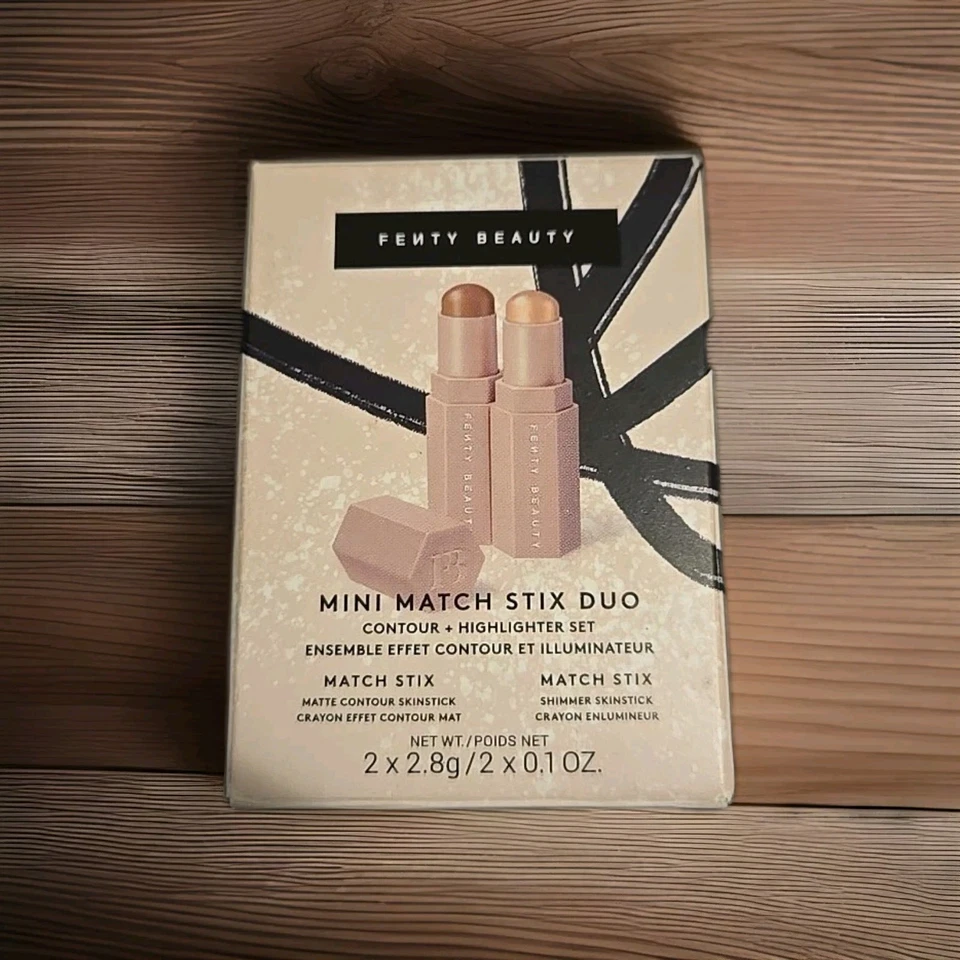 FENTY BEAUTY
FENTY BEAUTY
FENTY BEAUTY
FB
MINI MATCH STIX DUO
CONTOUR + HIGHLIGHTER SET
ENSEMBLE EFFET CONTOUR ET ILLUMINATEUR
MATCH STIX
MATTE CONTOUR SKINSTICK
CRAYON EFFET CONTOUR MAT
MATCH STIX
SHIMMER SKINSTICK
CRAYON ENLUMINEUR
NET WT./POIDS NET
2 x 2.8g/2 x 0.1 OZ.